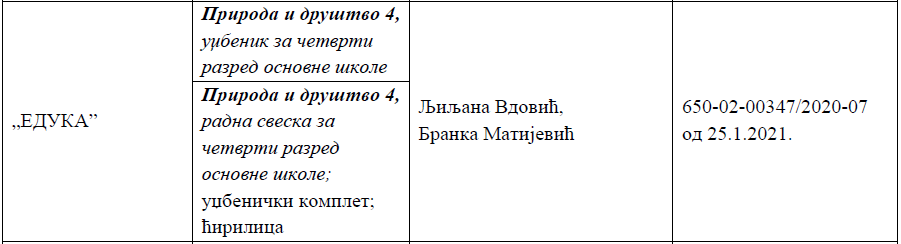 „ЕДУКА”
Природа и друштво 4,
уџбеник за четврти
разред основне школе
Природа и друштво 4,
радна свеска за
четврти разред
основне школе;
уџбенички комплет;
ћирилица
Љиљана Вдовић,
Бранка Матијевић
650-02-00347/2020-07
од 25.1.2021.